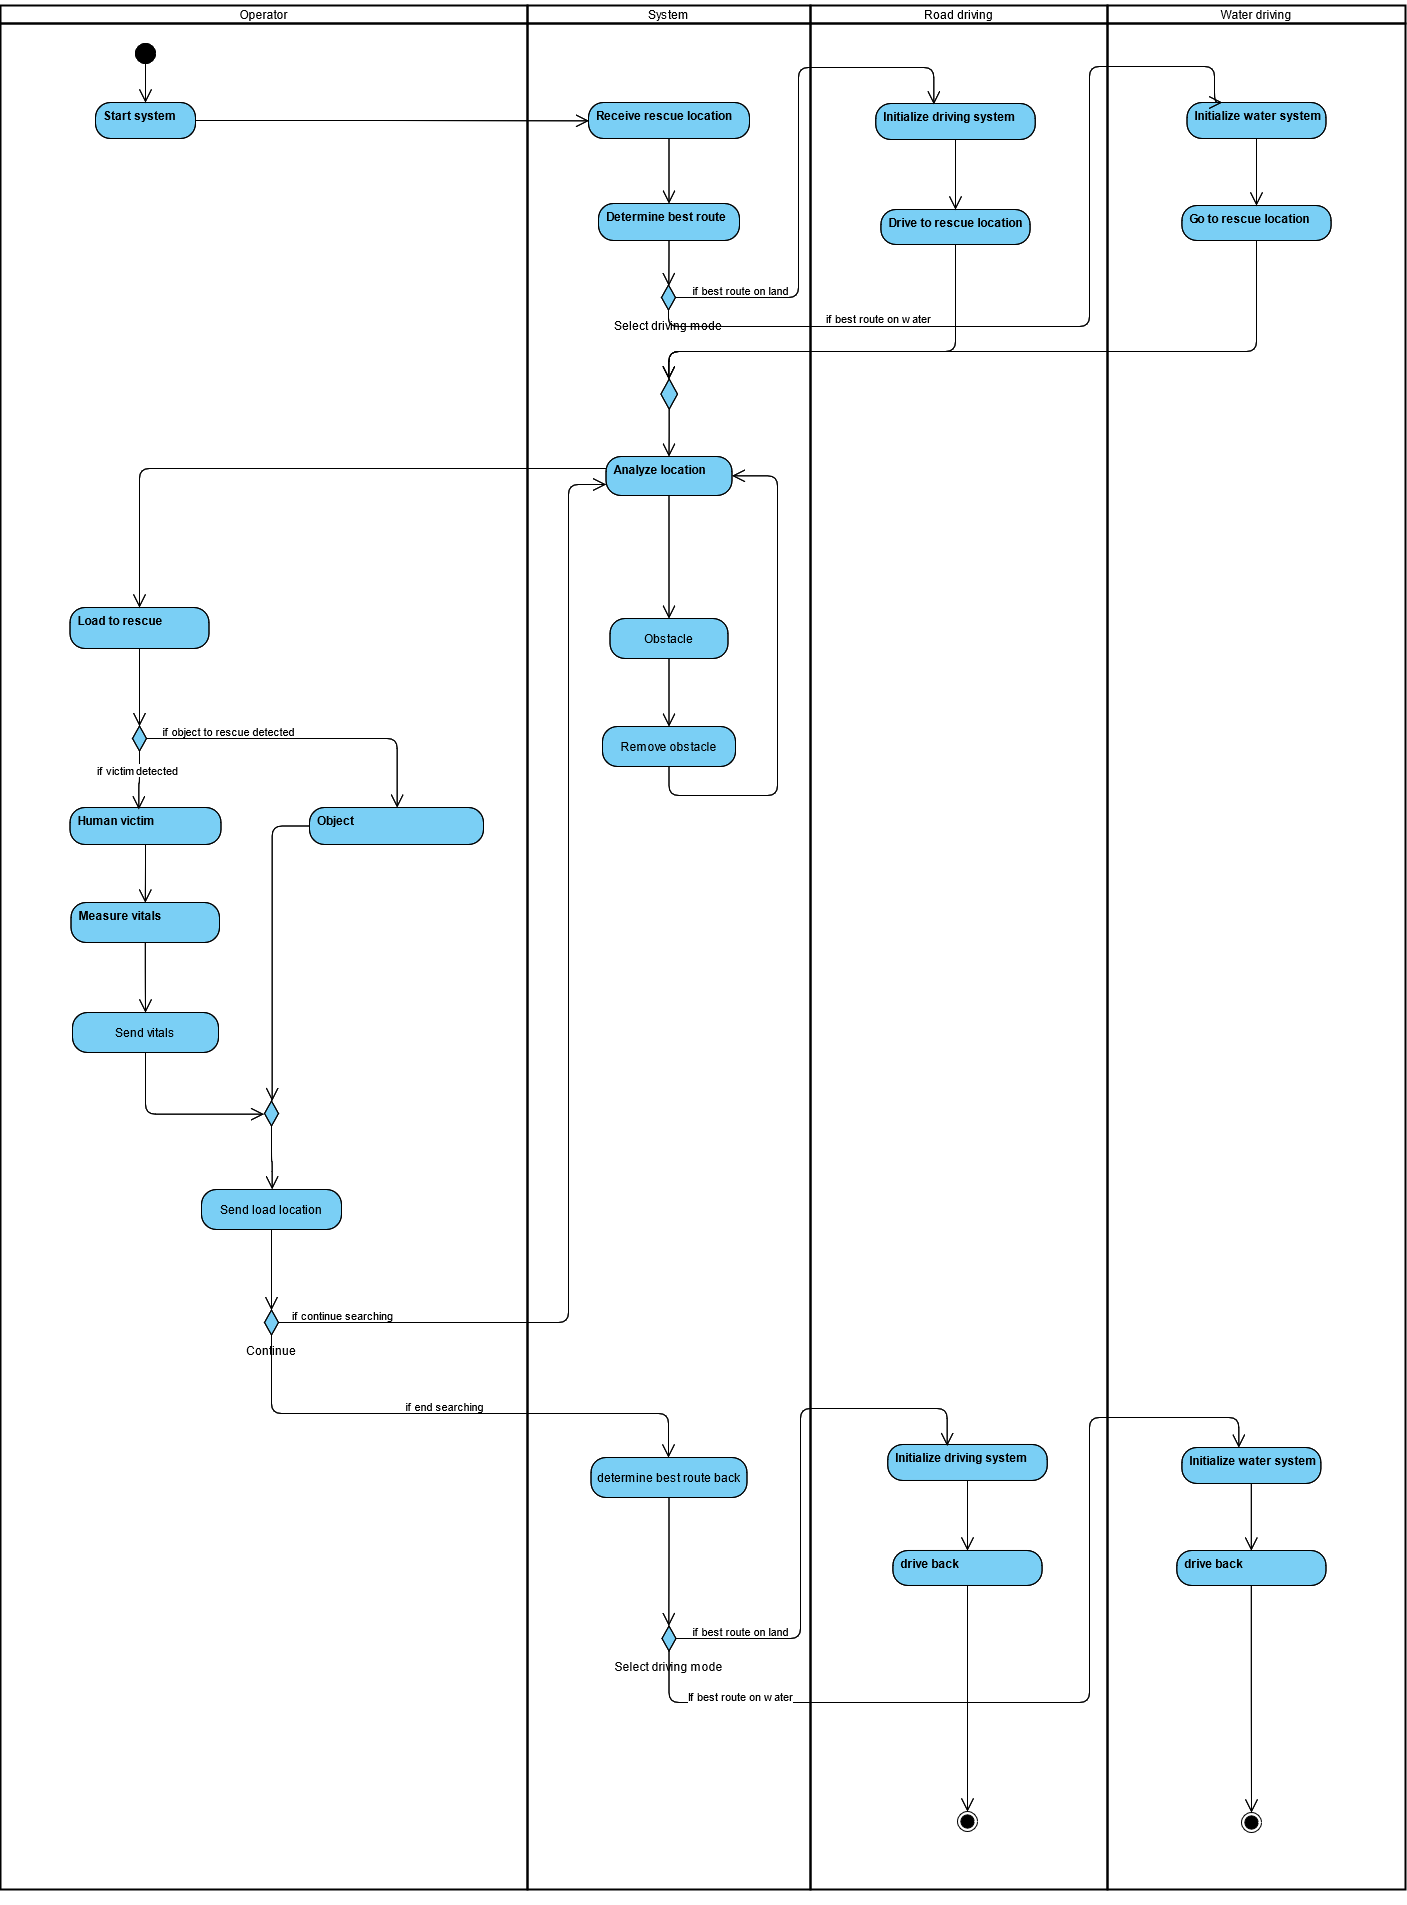 Operator
System
Road driving
Water driving
Start system
Receive rescue location
Initialize driving system
Initialize water system
Determine best route
Drive to rescue location
Go to rescue location
if best route on land
Select driving mode
if best route on water
Analyze location
Load to rescue
Obstacle
if object to rescue detected
Remove obstacle
if victim detected
Human victim
Object
Measure vitals
Send vitals
Send load location
if continue searching
Continue
if end searching
determine best route back
Initialize driving system
Initialize water system
drive back
drive back
if best route on land
Select driving mode
If best route on water